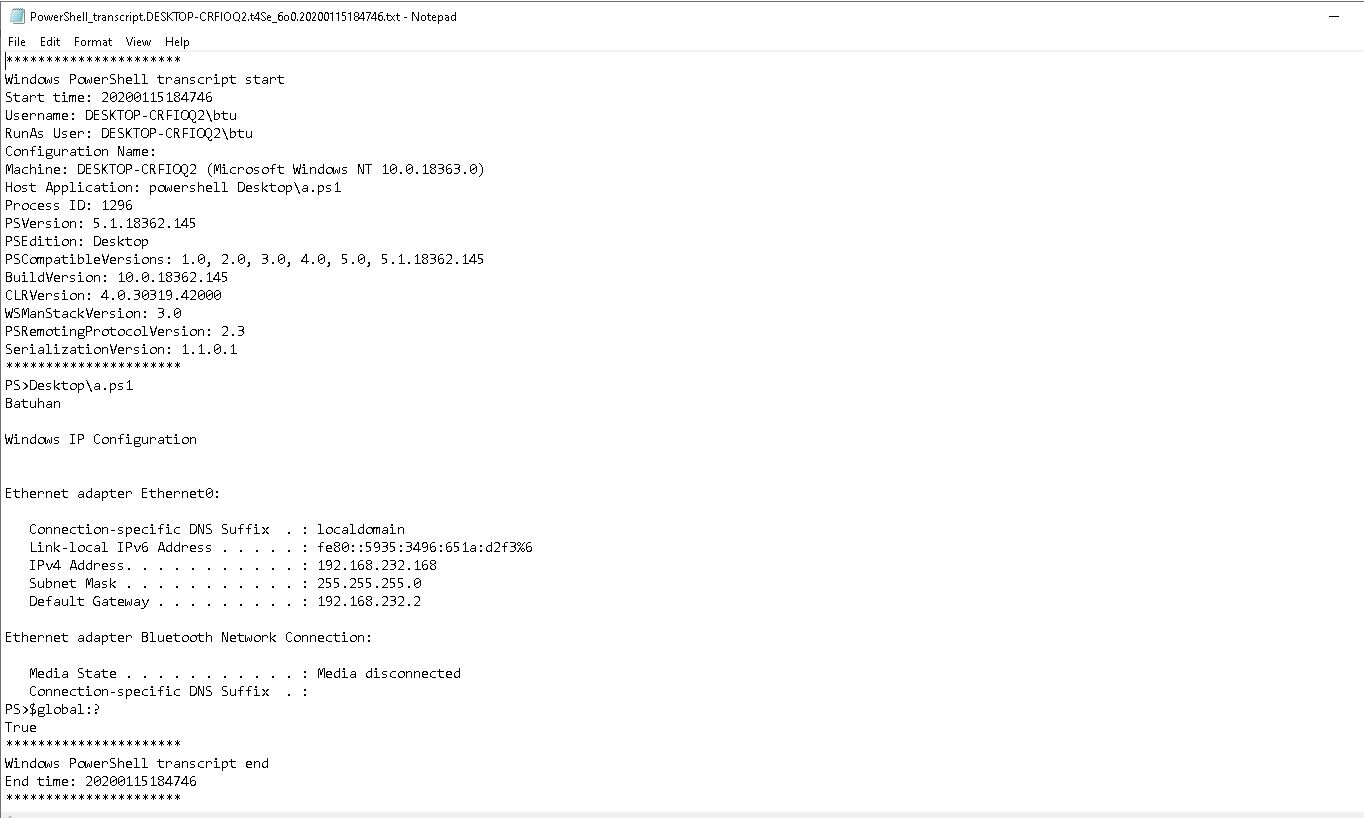 PowerShell_transcript.DESKTOP-CRFIOQ2.t4Se_6o0.20200115184746.txt - Notepad
File Edit Format View Help
**********************
Windows PowerShell transcript start
Start time: 20200115184746
Username: DESKTOP-CRFIOQ2\btu
RunAs User: DESKTOP-CRFIOQ2\btu
Configuration Name:
Machine: DESKTOP-CRFIOQ2 (Microsoft Windows NT 10.0.18363.0)
Host Application: powershell Desktop\a.ps1
Process ID: 1296
PSVersion: 5.1.18362.145
PSEdition: Desktop
PSCompatibleVersions: 1.0, 2.0, 3.0, 4.0, 5.0, 5.1.18362.145
BuildVersion: 10.0.18362.145
CLRVersion: 4.0.30319.42000
WSManStackVersion: 3.0
PSRemotingProtocolVersion: 2.3
SerializationVersion: 1.1.0.1
**********************
PS>Desktop\a.ps1
Batuhan
Windows IP Configuration
Ethernet adapter Ethernet0:
   Connection-specific DNS Suffix  . : localdomain
   Link-local IPv6 Address . . . . . : fe80::5935:3496:651a:d2f3%6
   IPv4 Address. . . . . . . . . . . : 192.168.232.168
   Subnet Mask . . . . . . . . . . . : 255.255.255.0
   Default Gateway . . . . . . . . . : 192.168.232.2
Ethernet adapter Bluetooth Network Connection:
   Media State . . . . . . . . . . . : Media disconnected
   Connection-specific DNS Suffix  . :
PS>$global:?
True
**********************
Windows PowerShell transcript end
End time: 20200115184746
**********************